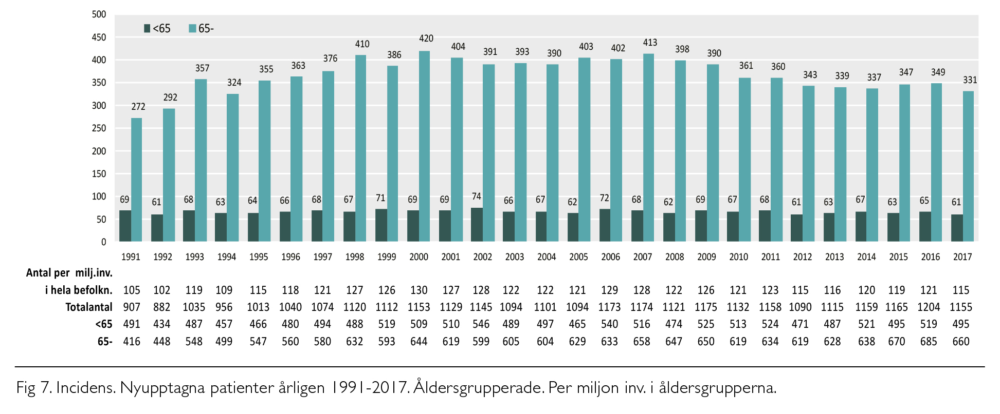 500
450
400
350
300
250
200
150
100
50
0
<65 65-
272 292 357 324 355 363 376 410 386 420 404 391 393 390 403 402 413 398 390 361 360 343 339 337 347 349 331
69 61 68 63 64 66 68 67 71 69 69 74 66 67 62 72 68 62 69 67 68 61 63 67 63 65 61
1991 1992 1993 1994 1995 1996 1997 1998 1999 2000 2001 2002 2003 2004 2005 2006 2007 2008 2009 2010 2011 2012 2013 2014 2015 2016 2017
Antal per milj.inv.
i hela befolkn. 105 102 119 109 115 118 121 127 126 130 127 128 122 122 121 129 128 122 126 121 123 115 116 120 119 121 115
Totalantal 907 882 1035 956 1013 1040 1074 1120 1112 1153 1129 1145 1094 1101 1094 1173 1174 1121 1175 1132 1158 1090 1115 1159 1165 1204 1155
<65 491 434 487 457 466 480 494 488 519 509 510 546 489 497 465 540 516 474 525 513 524 471 487 521 495 519 495
65- 416 448 548 499 547 560 580 632 593 644 619 599 605 604 629 633 658 647 650 619 634 619 628 638 670 685 660
Fig 7. Incidens. Nyupptagna patienter årligen 1991-2017. Åldersgrupperade. Per miljon inv. i åldersgrupperna.